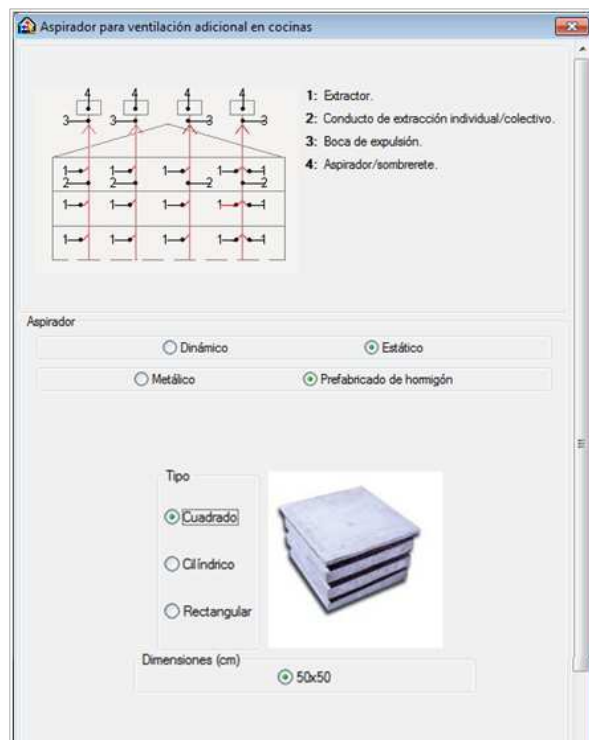 Aspirador para ventilación adicional en cocinas
4 4 4 4
3 3 3 3
1 1 1 1 1
2 2 2 2
1 1 1 1 1
1 1 1 1 1
1: Extractor.
2: Conducto de extracción individual/colectivo.
3: Boca de expulsión.
4: Aspirador/sombrerete.
Aspirador
Dinámico Estático
Metálico Prefabricado de hormigón
Tipo
Cuadrado
Cilíndrico
Rectangular
Dimensiones (cm)
50x50